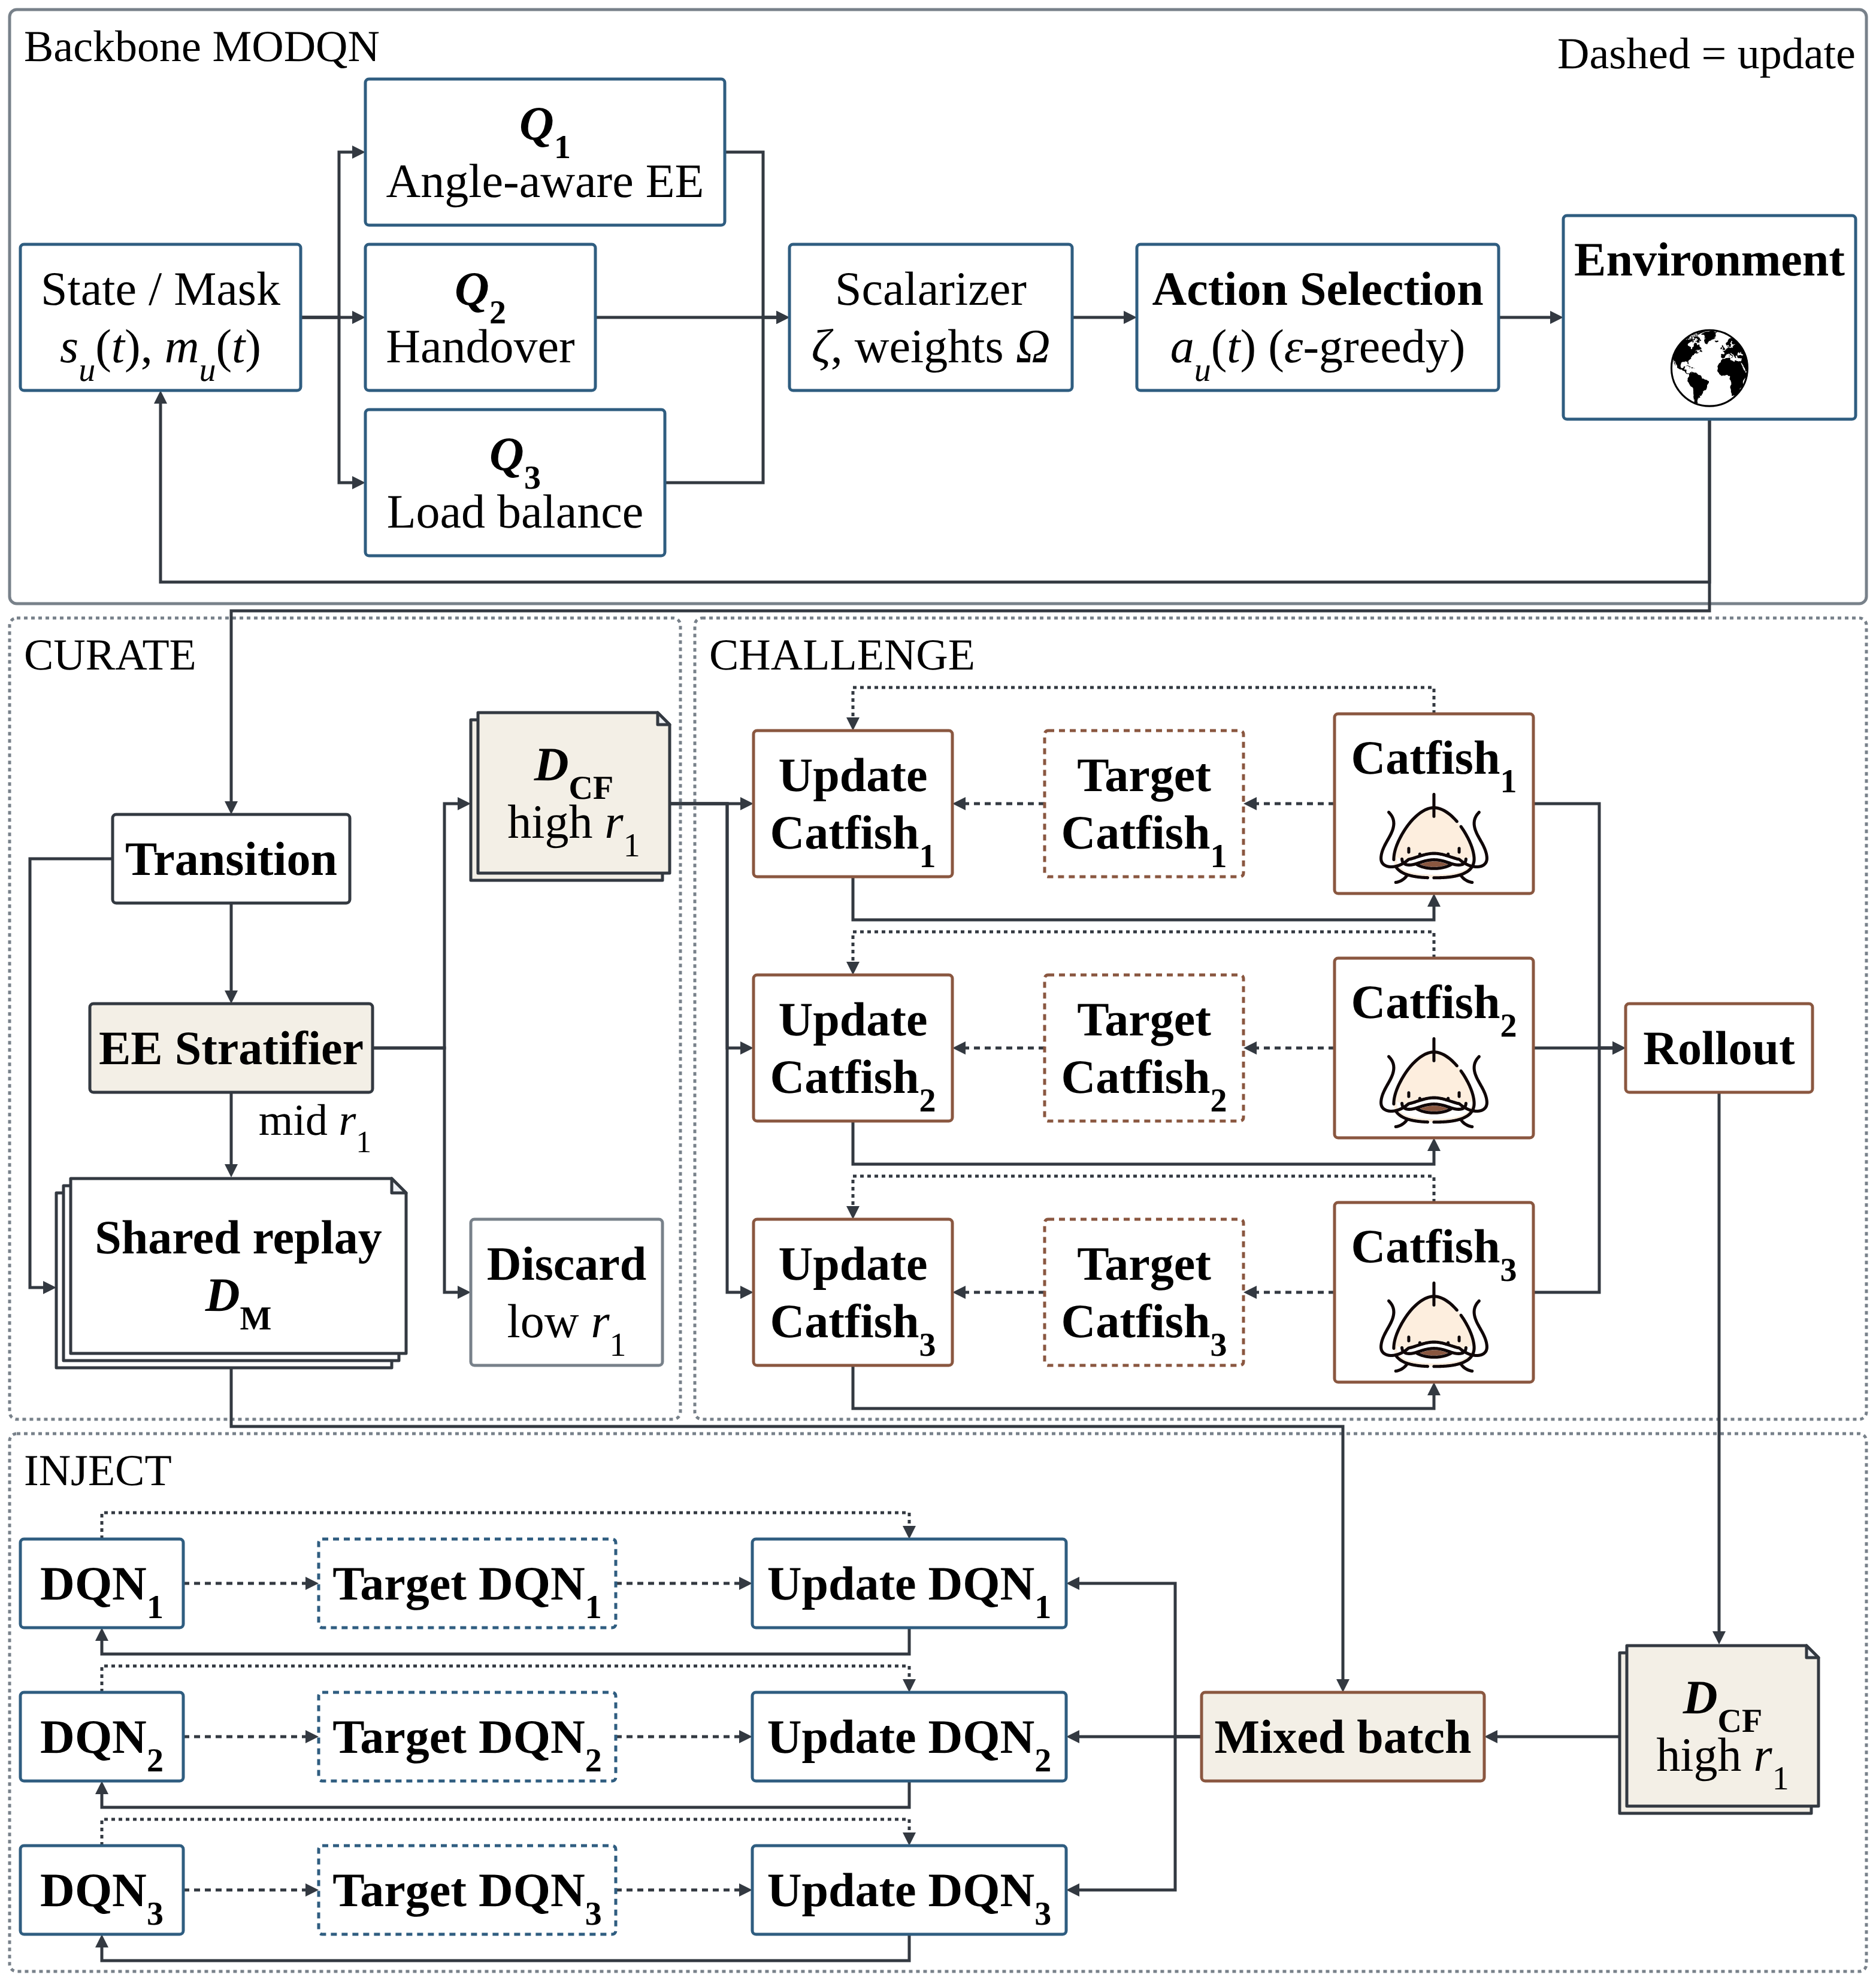 Backbone MODQN
Dashed = update
Q1
Angle-aware EE
State / Mask
su(t), mu(t)
Q2
Handover
Q3
Load balance
Scalarizer
ζ, weights Ω
Action Selection
au(t) (ε-greedy)
Environment
CURATE
Transition
EE Stratifier
mid r1
Shared replay
DM
DCF
high r1
Discard
low r1
CHALLENGE
Update
Catfish1
Target
Catfish1
Catfish1
Update
Catfish2
Target
Catfish2
Catfish2
Update
Catfish3
Target
Catfish3
Catfish3
Rollout
INJECT
DQN1
Target DQN1
Update DQN1
DQN2
Target DQN2
Update DQN2
DQN3
Target DQN3
Update DQN3
Mixed batch
DCF
high r1